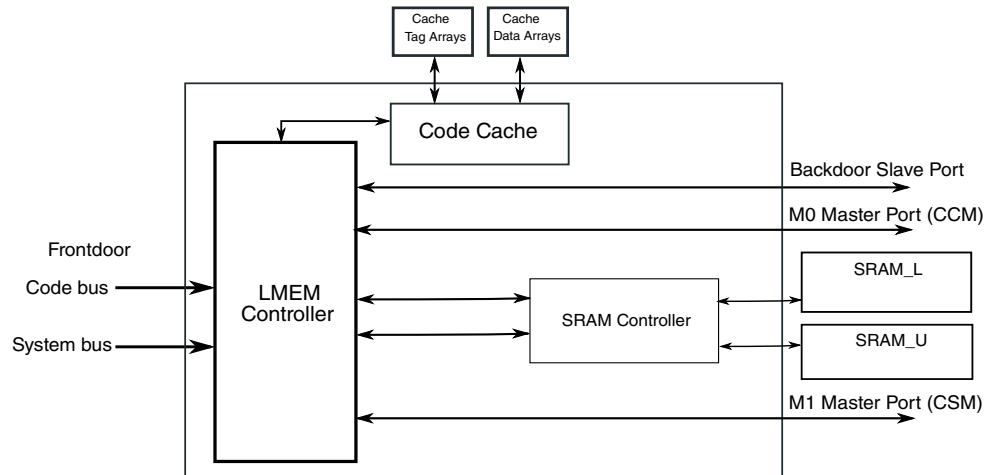 Cache
Tag Arrays
Cache
Data Arrays
Code Cache
Backdoor Slave Port
M0 Master Port (CCM)
Frontdoor
Code bus
System bus
LMEM
Controller
SRAM Controller
SRAM_L
SRAM_U
M1 Master Port (CSM)